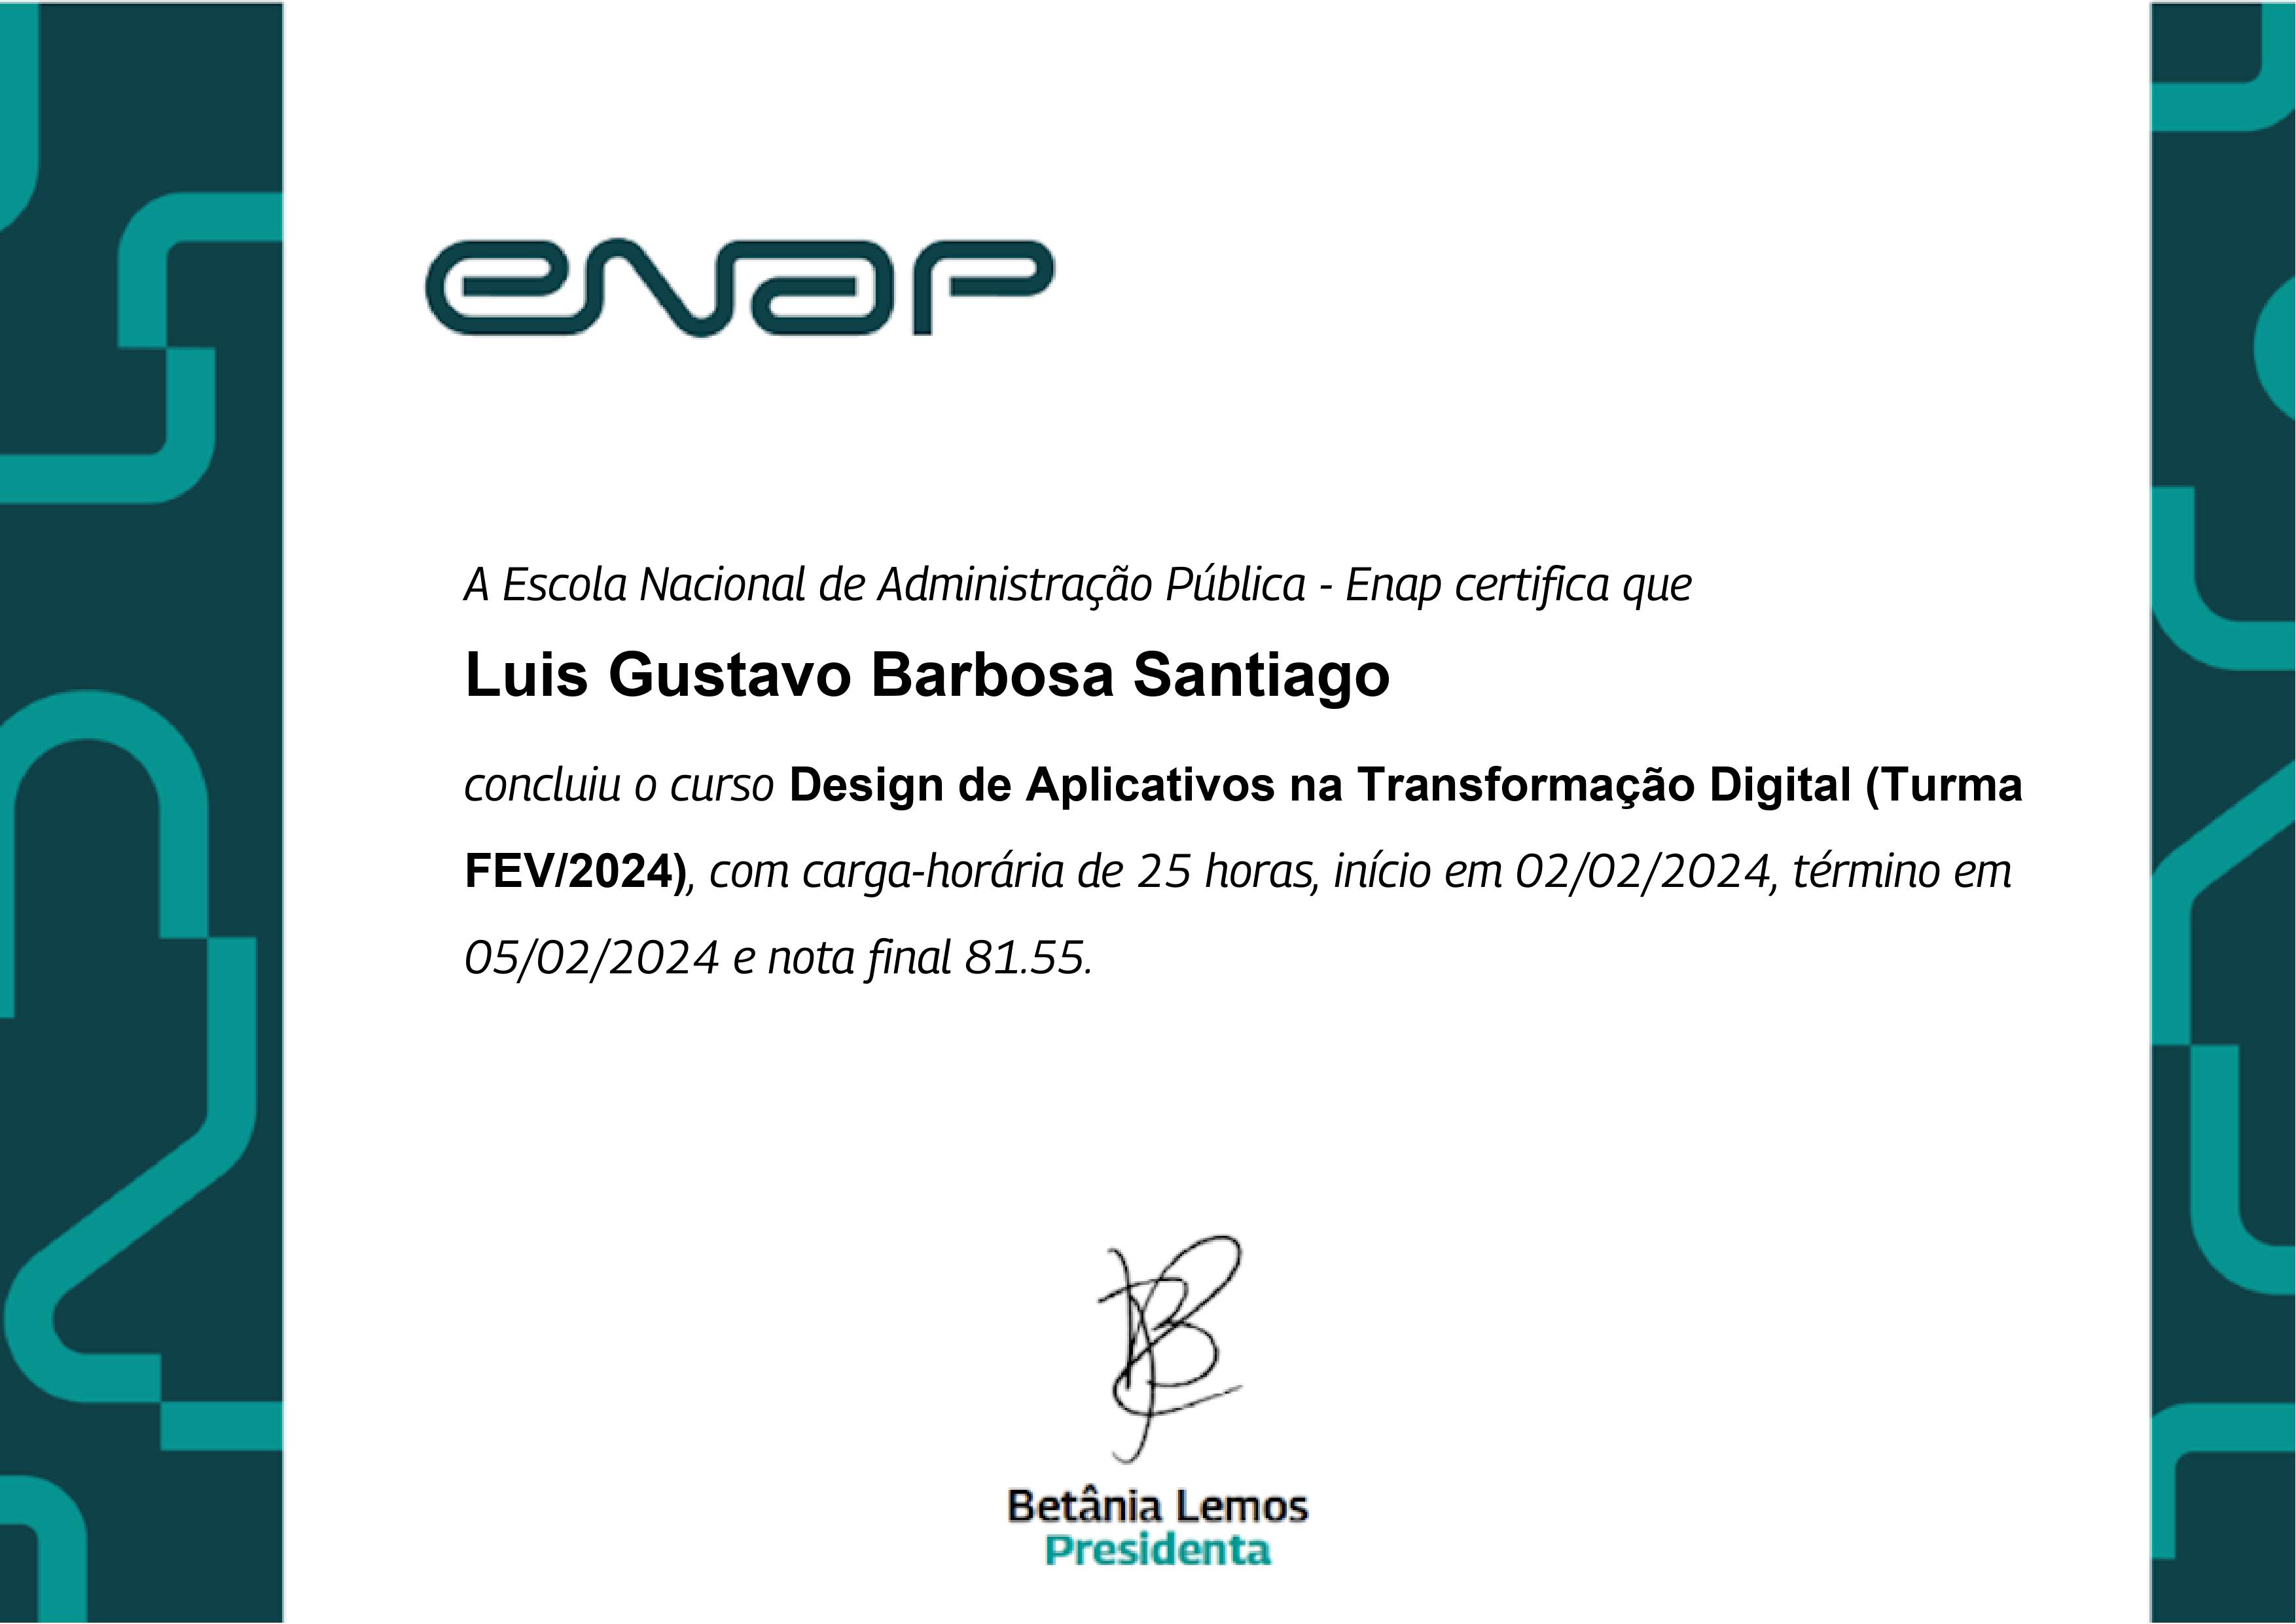 enap
A Escola Nacional de Administração Pública - Enap certifica que
Luis Gustavo Barbosa Santiago
concluiu o curso Design de Aplicativos na Transformação Digital (Turma
FEV/2024), com carga-horária de 25 horas, início em 02/02/2024, término em
05/02/2024 e nota final 81.55.
Betânia Lemos
Presidenta